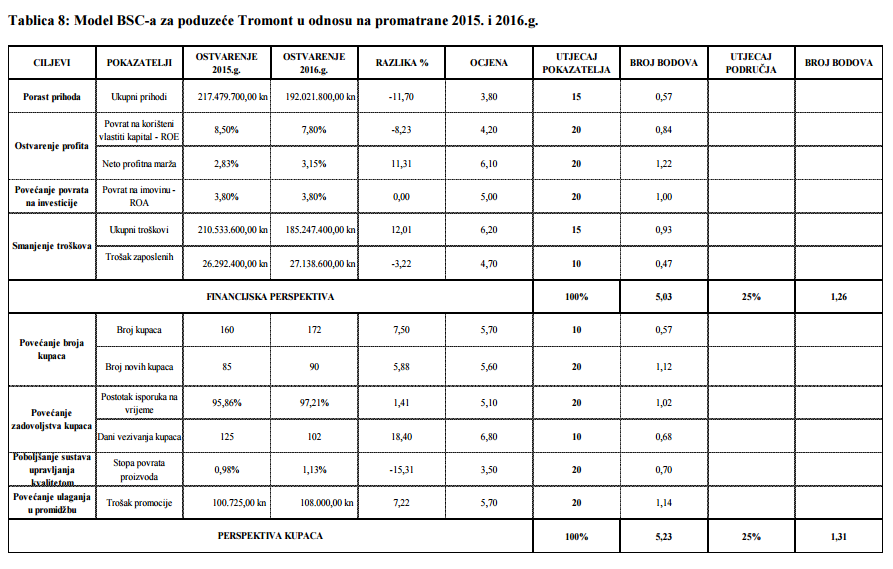 Tablica 8: Model BSC-a za poduzeće Tromont u odnosu na promatrane 2015. i 2016.g.
CILJEVI POKAZATELJI OSTVARENJE 2015.g. OSTVARENJE 2016.g. RAZLIKA % OCJENA UTJECAJ POKAZATELJA BROJ BODOVA UTJECAJ PODRUČJA BROJ BODOVA
Porast prihoda Ukupni prihodi 217.479.700,00 kn 192.021.800,00 kn -11,70 3,80 15 0,57
Ostvarenje profita Povrat na korišteni vlastiti kapital - ROE 8,50% 7,80% -8,23 4,20 20 0,84
Neto profitna marža 2,83% 3,15% 11,31 6,10 20 1,22
Povećanje povrata na investicije Povrat na imovinu - ROA 3,80% 3,80% 0,00 5,00 20 1,00
Smanjenje troškova Ukupni troškovi 210.533.600,00 kn 185.247.400,00 kn 12,01 6,20 15 0,93
Trošak zaposlenih 26.292.400,00 kn 27.138.600,00 kn -3,22 4,70 10 0,47
FINANCIJSKA PERSPEKTIVA 100% 5,03 25% 1,26
Povećanje broja kupaca Broj kupaca 160 172 7,50 5,70 10 0,57
Broj novih kupaca 85 90 5,88 5,60 20 1,12
Povećanje zadovoljstva kupaca Postotak isporuka na vrijeme 95,86% 97,21% 1,41 5,10 20 1,02
Dani vezivanja kupaca 125 102 18,40 6,80 10 0,68
Poboljšanje sustava upravljanja kvalitetom Stopa povrata proizvoda 0,98% 1,13% -15,31 3,50 20 0,70
Povećanje ulaganja u promidžbu Trošak promocije 100.725,00 kn 108.000,00 kn 7,22 5,70 20 1,14
PERSPEKTIVA KUPACA 100% 5,23 25% 1,31